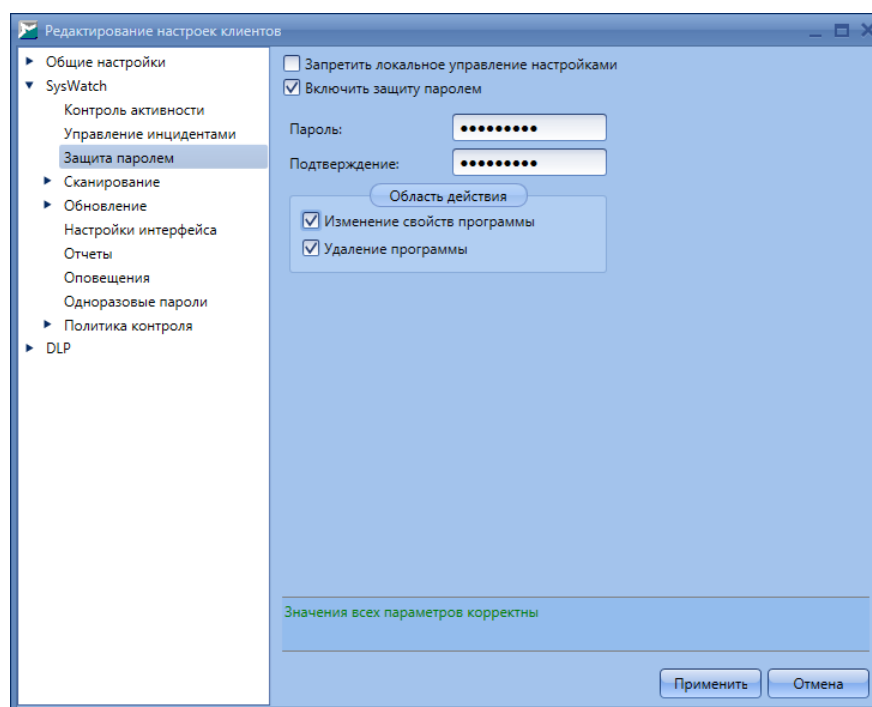 Редактирование настроек клиентов
Общие настройки
SysWatch
Контроль активности
Управление инцидентами
Защита паролем
Сканирование
Обновление
Настройки интерфейса
Отчеты
Оповещения
Одноразовые пароли
Политика контроля
DLP
Запретить локальное управление настройками
Включить защиту паролем
Пароль: ●●●●●●●●●
Подтверждение: ●●●●●●●●●
Область действия
Изменение свойств программы
Удаление программы
Значения всех параметров корректны
Применить Отмена